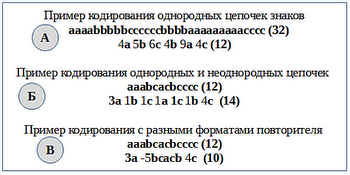 Пример кодирования однородных цепочек знаков
А
aaaabbbbbccccccbbbbaaaaaaaaacccc (32)
4a 5b 6c 4b 9a 4c (12)
Пример кодирования однородных и неоднородных цепочек
Б
aaabcacbcccc (12)
3a 1b 1c 1a 1c 1b 4c (14)
Пример кодирования с разными форматами повторителя
В
aaabcacbcccc (12)
3a -5bcacb 4c (10)